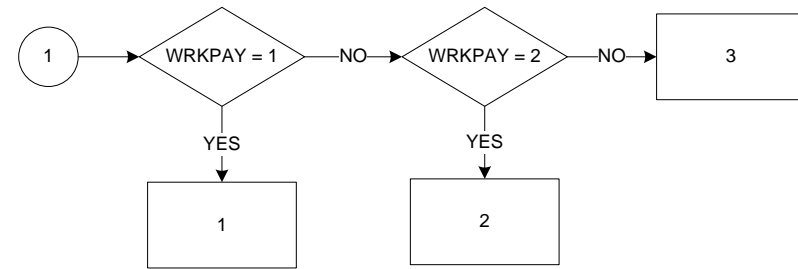 1
WRKPAY = 1
NO
WRKPAY = 2
NO
3
YES
YES
1
2